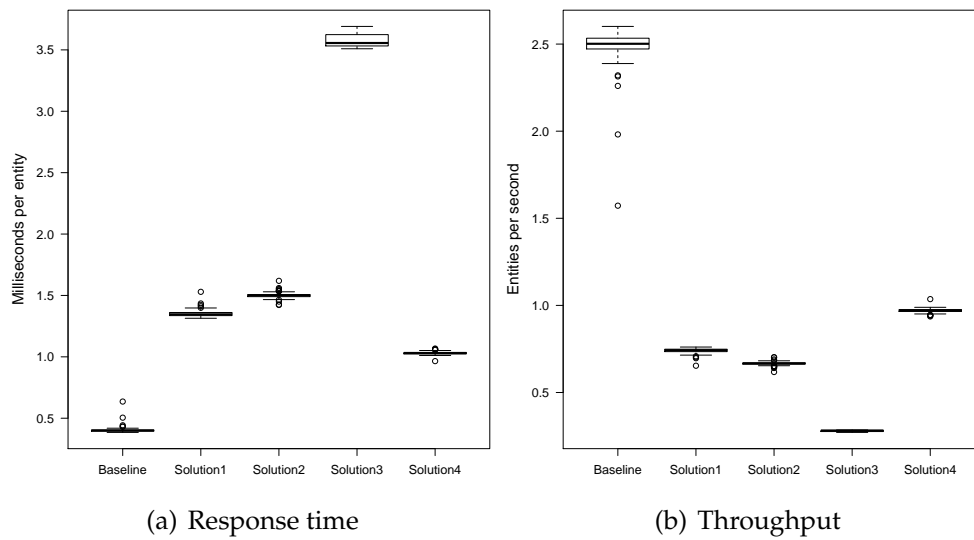 Milliseconds per entity
3.5
3.0
2.5
2.0
1.5
1.0
0.5
Baseline Solution1 Solution2 Solution3 Solution4
(a) Response time
Entities per second
2.5
2.0
1.5
1.0
0.5
Baseline Solution1 Solution2 Solution3 Solution4
(b) Throughput